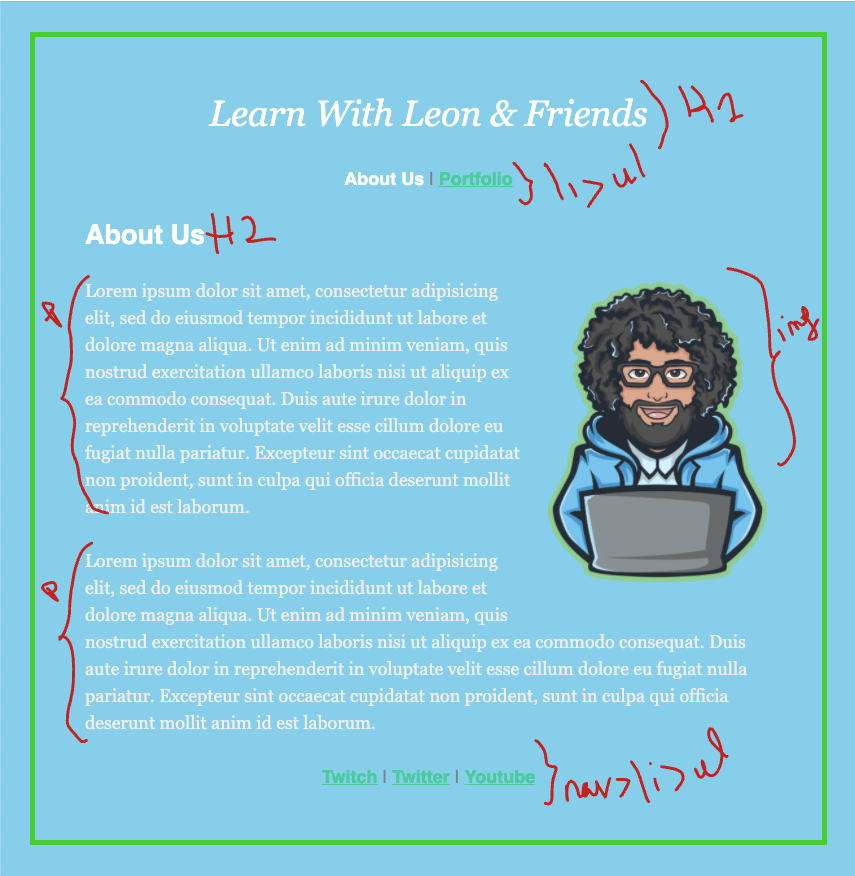 Learn With Leon & Friends H1
About Us | Portfolio li>ul
About Us H2
P
Lorem ipsum dolor sit amet, consectetur adipisicing
elit, sed do eiusmod tempor incididunt ut labore et
dolore magna aliqua. Ut enim ad minim veniam, quis
nostrud exercitation ullamco laboris nisi ut aliquip ex
ea commodo consequat. Duis aute irure dolor in
reprehenderit in voluptate velit esse cillum dolore eu
fugiat nulla pariatur. Excepteur sint occaecat cupidatat
non proident, sunt in culpa qui officia deserunt mollit
anim id est laborum.
img
P
Lorem ipsum dolor sit amet, consectetur adipisicing
elit, sed do eiusmod tempor incididunt ut labore et
dolore magna aliqua. Ut enim ad minim veniam, quis
nostrud exercitation ullamco laboris nisi ut aliquip ex ea commodo consequat. Duis
aute irure dolor in reprehenderit in voluptate velit esse cillum dolore eu fugiat nulla
pariatur. Excepteur sint occaecat cupidatat non proident, sunt in culpa qui officia
deserunt mollit anim id est laborum.
Twitch | Twitter | Youtube nav>li>ul